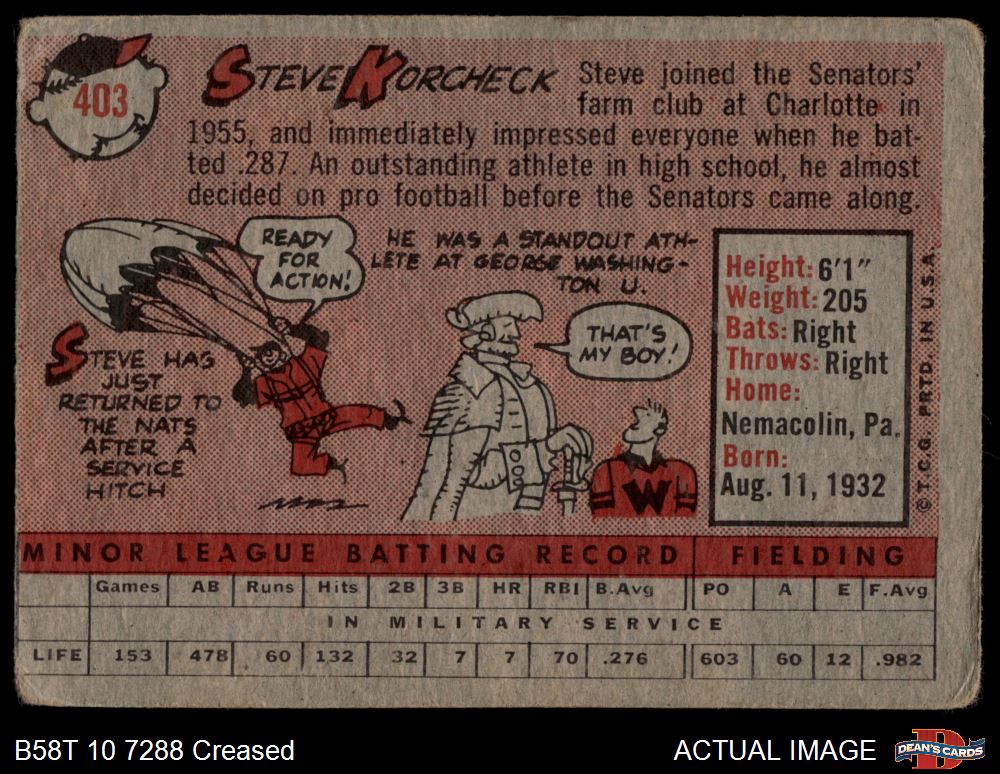 403
STEVE KORCHECK
Steve joined the Senators'
farm club at Charlotte in
1955, and immediately impressed everyone when he bat-
ted .287. An outstanding athlete in high school, he almost
decided on pro football before the Senators came along.
READY
FOR
ACTION!
STEVE HAS
JUST
RETURNED TO
THE NATS
AFTER A
SERVICE
HITCH
HE WAS A STANDOUT ATH-
LETE AT GEORGE WASHING-
TON U.
THAT'S
MY BOY!
W
Height: 6'1"
Weight: 205
Bats: Right
Throws: Right
Home:
Nemacolin, Pa.
Born:
Aug. 11, 1932
© T.C.G. PRTD. IN U.S.A.
MINOR LEAGUE BATTING RECORD FIELDING
Games AB Runs Hits 2B 3B HR RBI B.Avg PO A E F.Avg
IN MILITARY SERVICE
LIFE 153 478 60 132 32 7 7 70 .276 603 60 12 .982
B58T 10 7288 Creased
ACTUAL IMAGE
D
DEAN'S CARDS